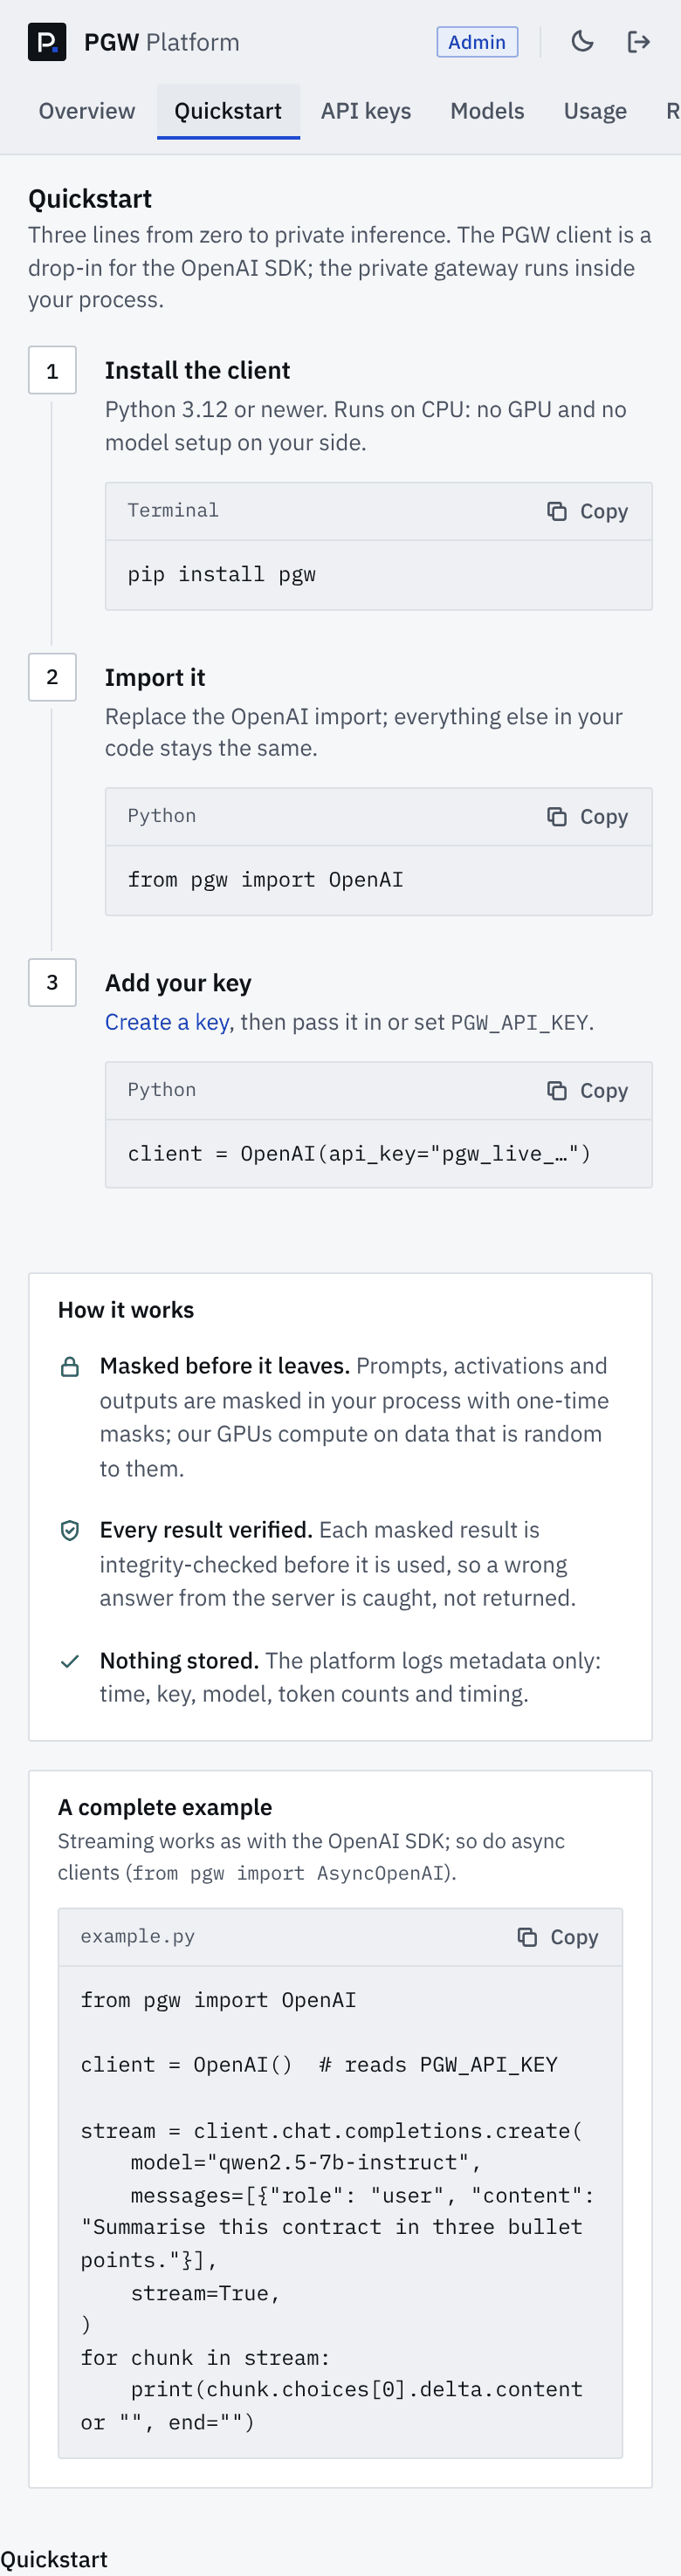 P. PGW Platform Admin
Overview Quickstart API keys Models Usage R
Quickstart
Three lines from zero to private inference. The PGW client is a
drop-in for the OpenAI SDK; the private gateway runs inside
your process.
1 Install the client
Python 3.12 or newer. Runs on CPU: no GPU and no
model setup on your side.
Terminal Copy
pip install pgw
2 Import it
Replace the OpenAI import; everything else in your
code stays the same.
Python Copy
from pgw import OpenAI
3 Add your key
Create a key, then pass it in or set PGW_API_KEY.
Python Copy
client = OpenAI(api_key="pgw_live_…")
How it works
Masked before it leaves. Prompts, activations and
outputs are masked in your process with one-time
masks; our GPUs compute on data that is random
to them.
Every result verified. Each masked result is
integrity-checked before it is used, so a wrong
answer from the server is caught, not returned.
Nothing stored. The platform logs metadata only:
time, key, model, token counts and timing.
A complete example
Streaming works as with the OpenAI SDK; so do async
clients (from pgw import AsyncOpenAI).
example.py Copy
from pgw import OpenAI
client = OpenAI()  # reads PGW_API_KEY
stream = client.chat.completions.create(
    model="qwen2.5-7b-instruct",
    messages=[{"role": "user", "content":
"Summarise this contract in three bullet
points."}],
    stream=True,
)
for chunk in stream:
    print(chunk.choices[0].delta.content
or "", end="")
Quickstart